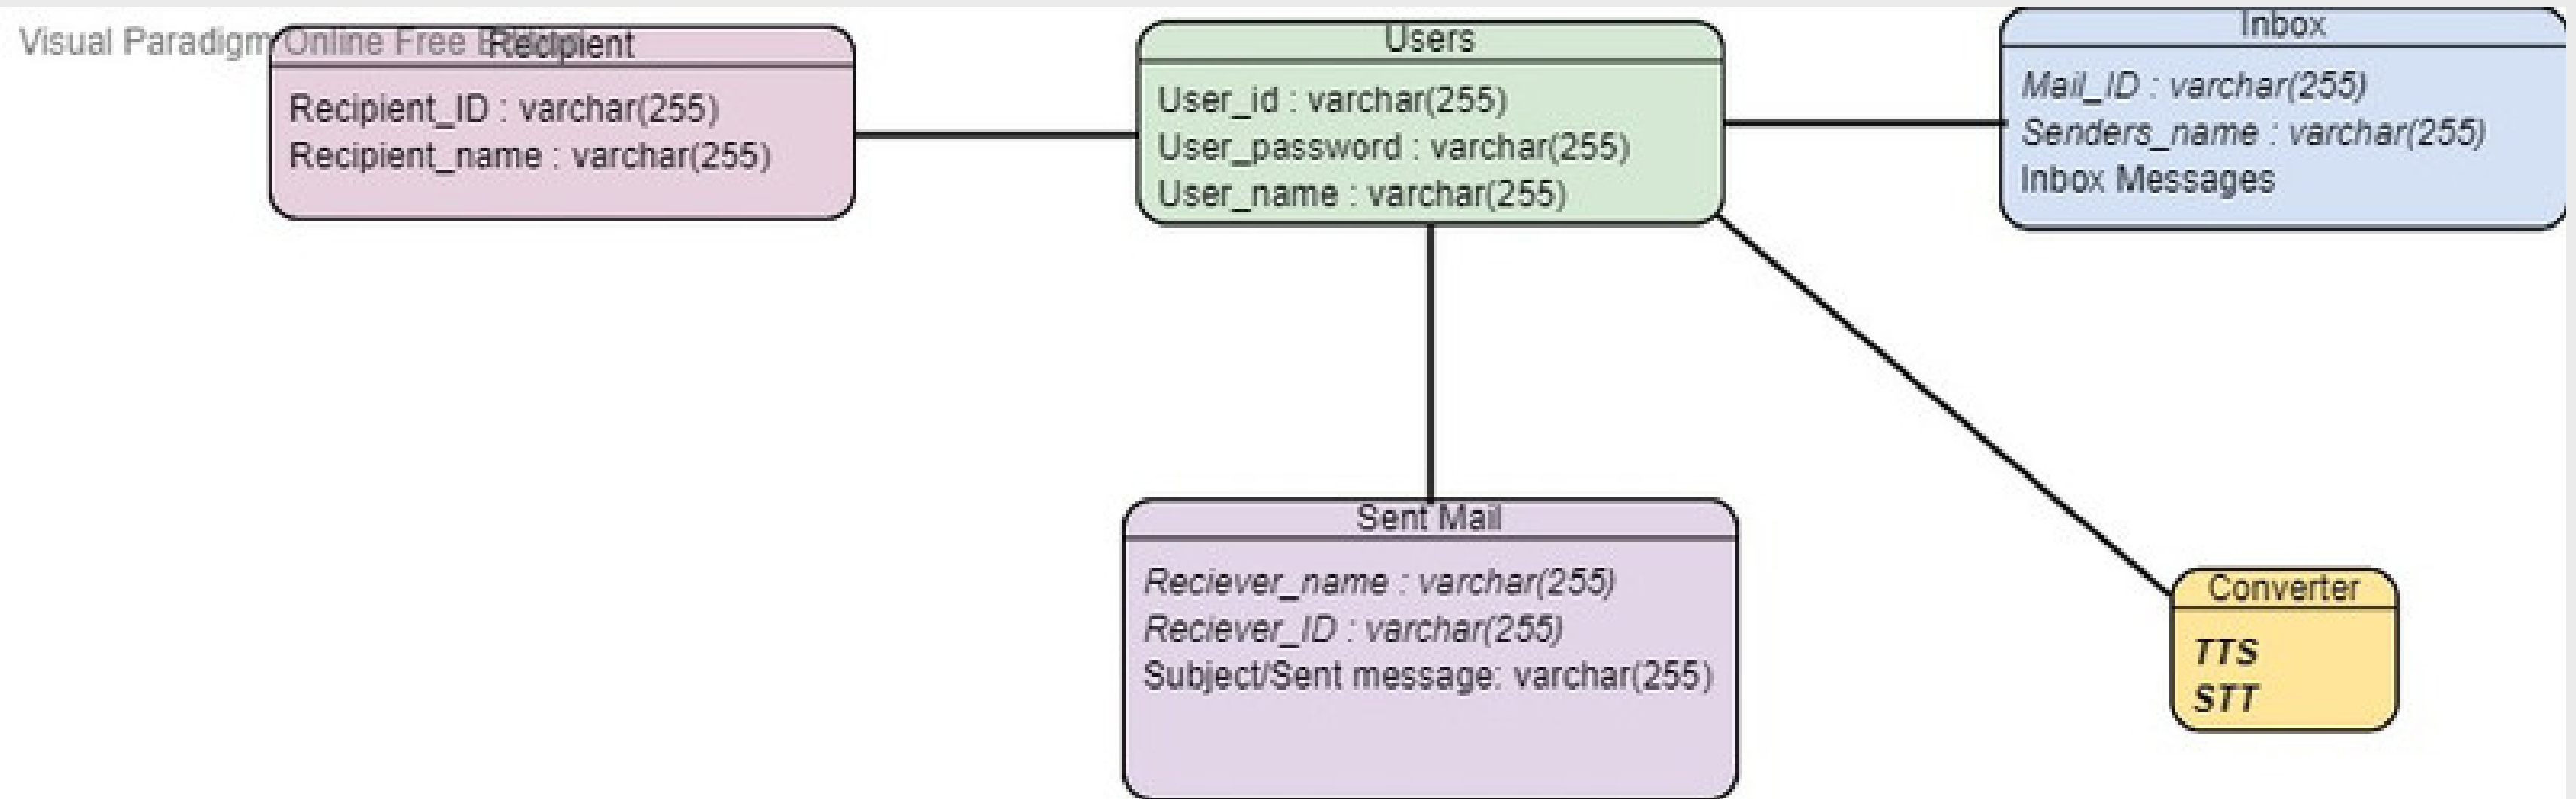 Visual Paradigm Online Free
Recipient
Recipient_ID : varchar(255)
Recipient_name : varchar(255)
Users
User_id : varchar(255)
User_password : varchar(255)
User_name : varchar(255)
Inbox
Mail_ID : varchar(255)
Senders_name : varchar(255)
Inbox Messages
Sent Mail
Reciever_name : varchar(255)
Reciever_ID : varchar(255)
Subject/Sent message: varchar(255)
Converter
TTS
STT